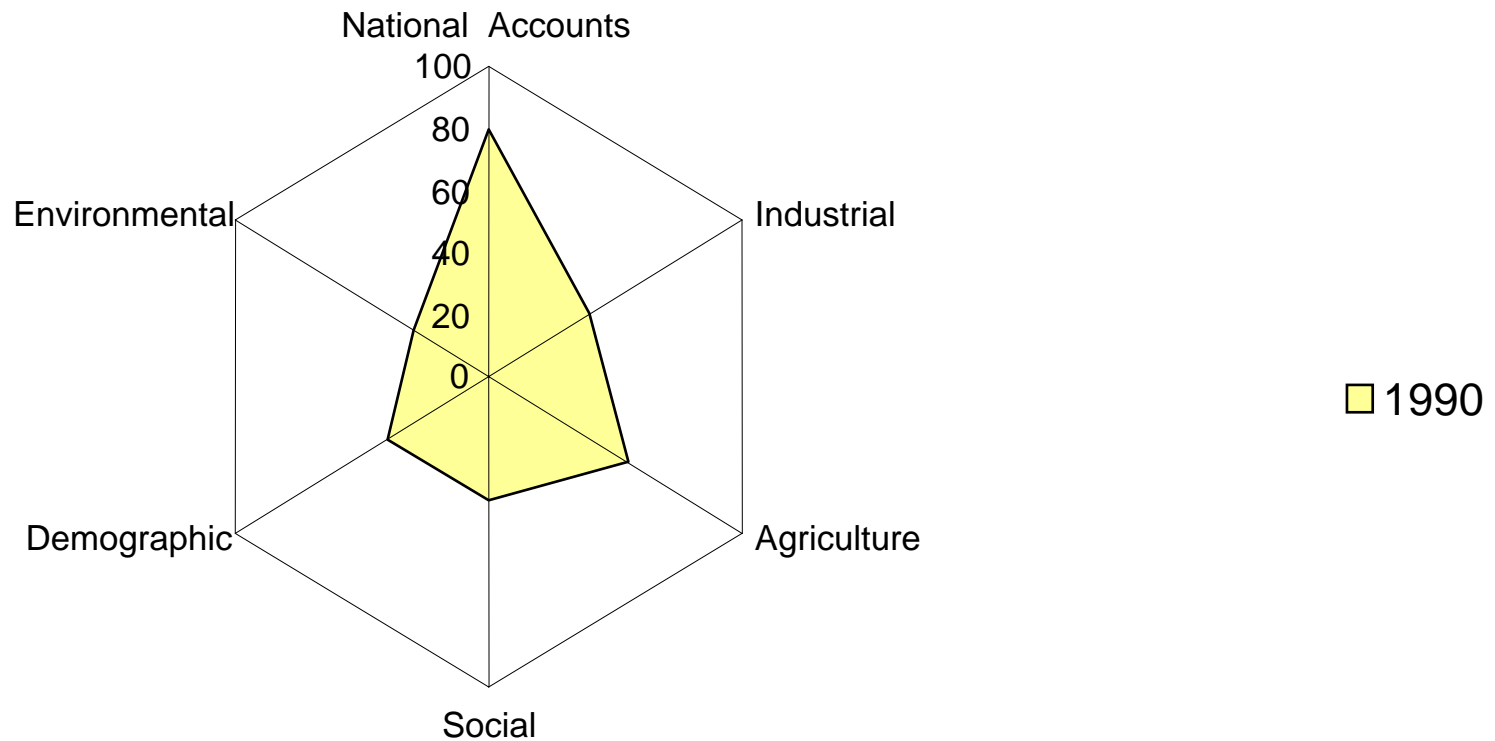 National Accounts
100
80
60
40
20
0
Environmental
Industrial
Demographic
Agriculture
Social
1990